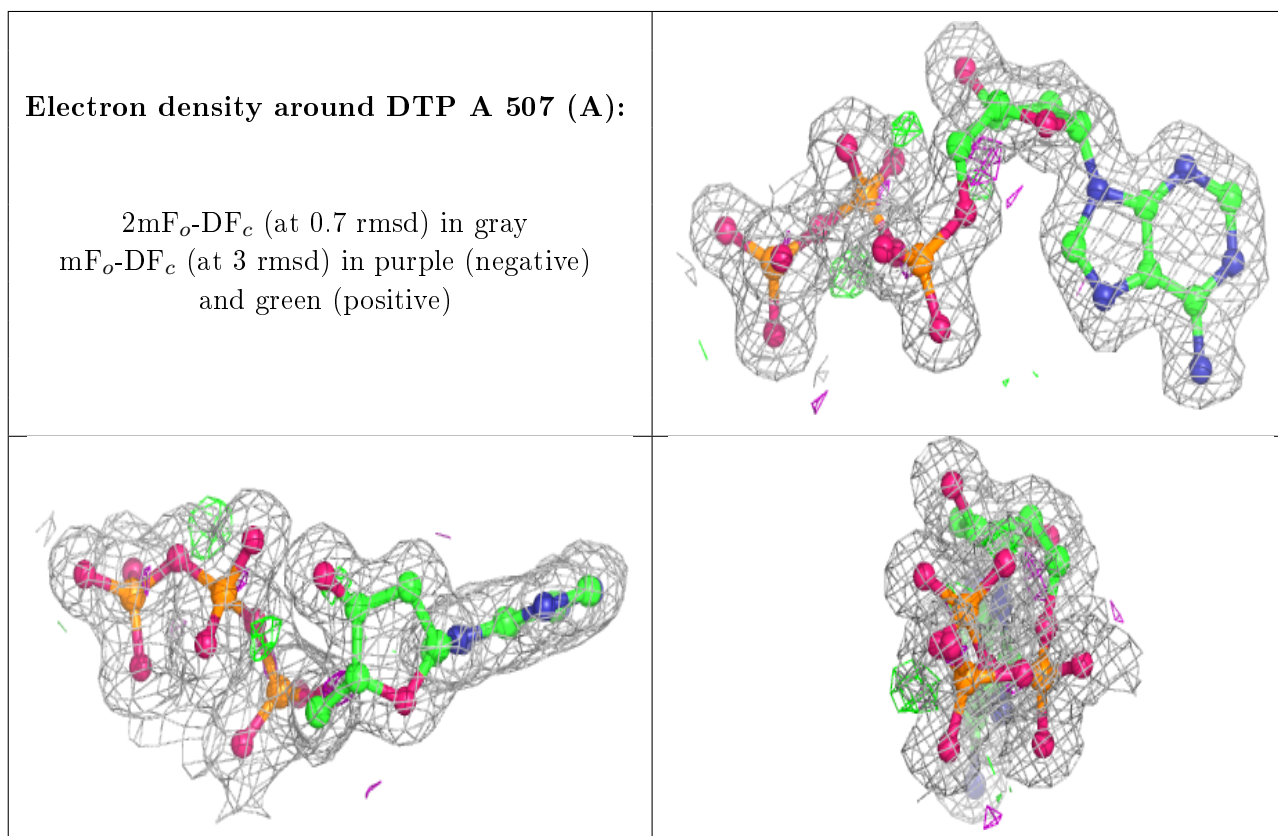 Electron density around DTP A 507 (A):
2mFo-DFc (at 0.7 rmsd) in gray
mFo-DFc (at 3 rmsd) in purple (negative)
and green (positive)